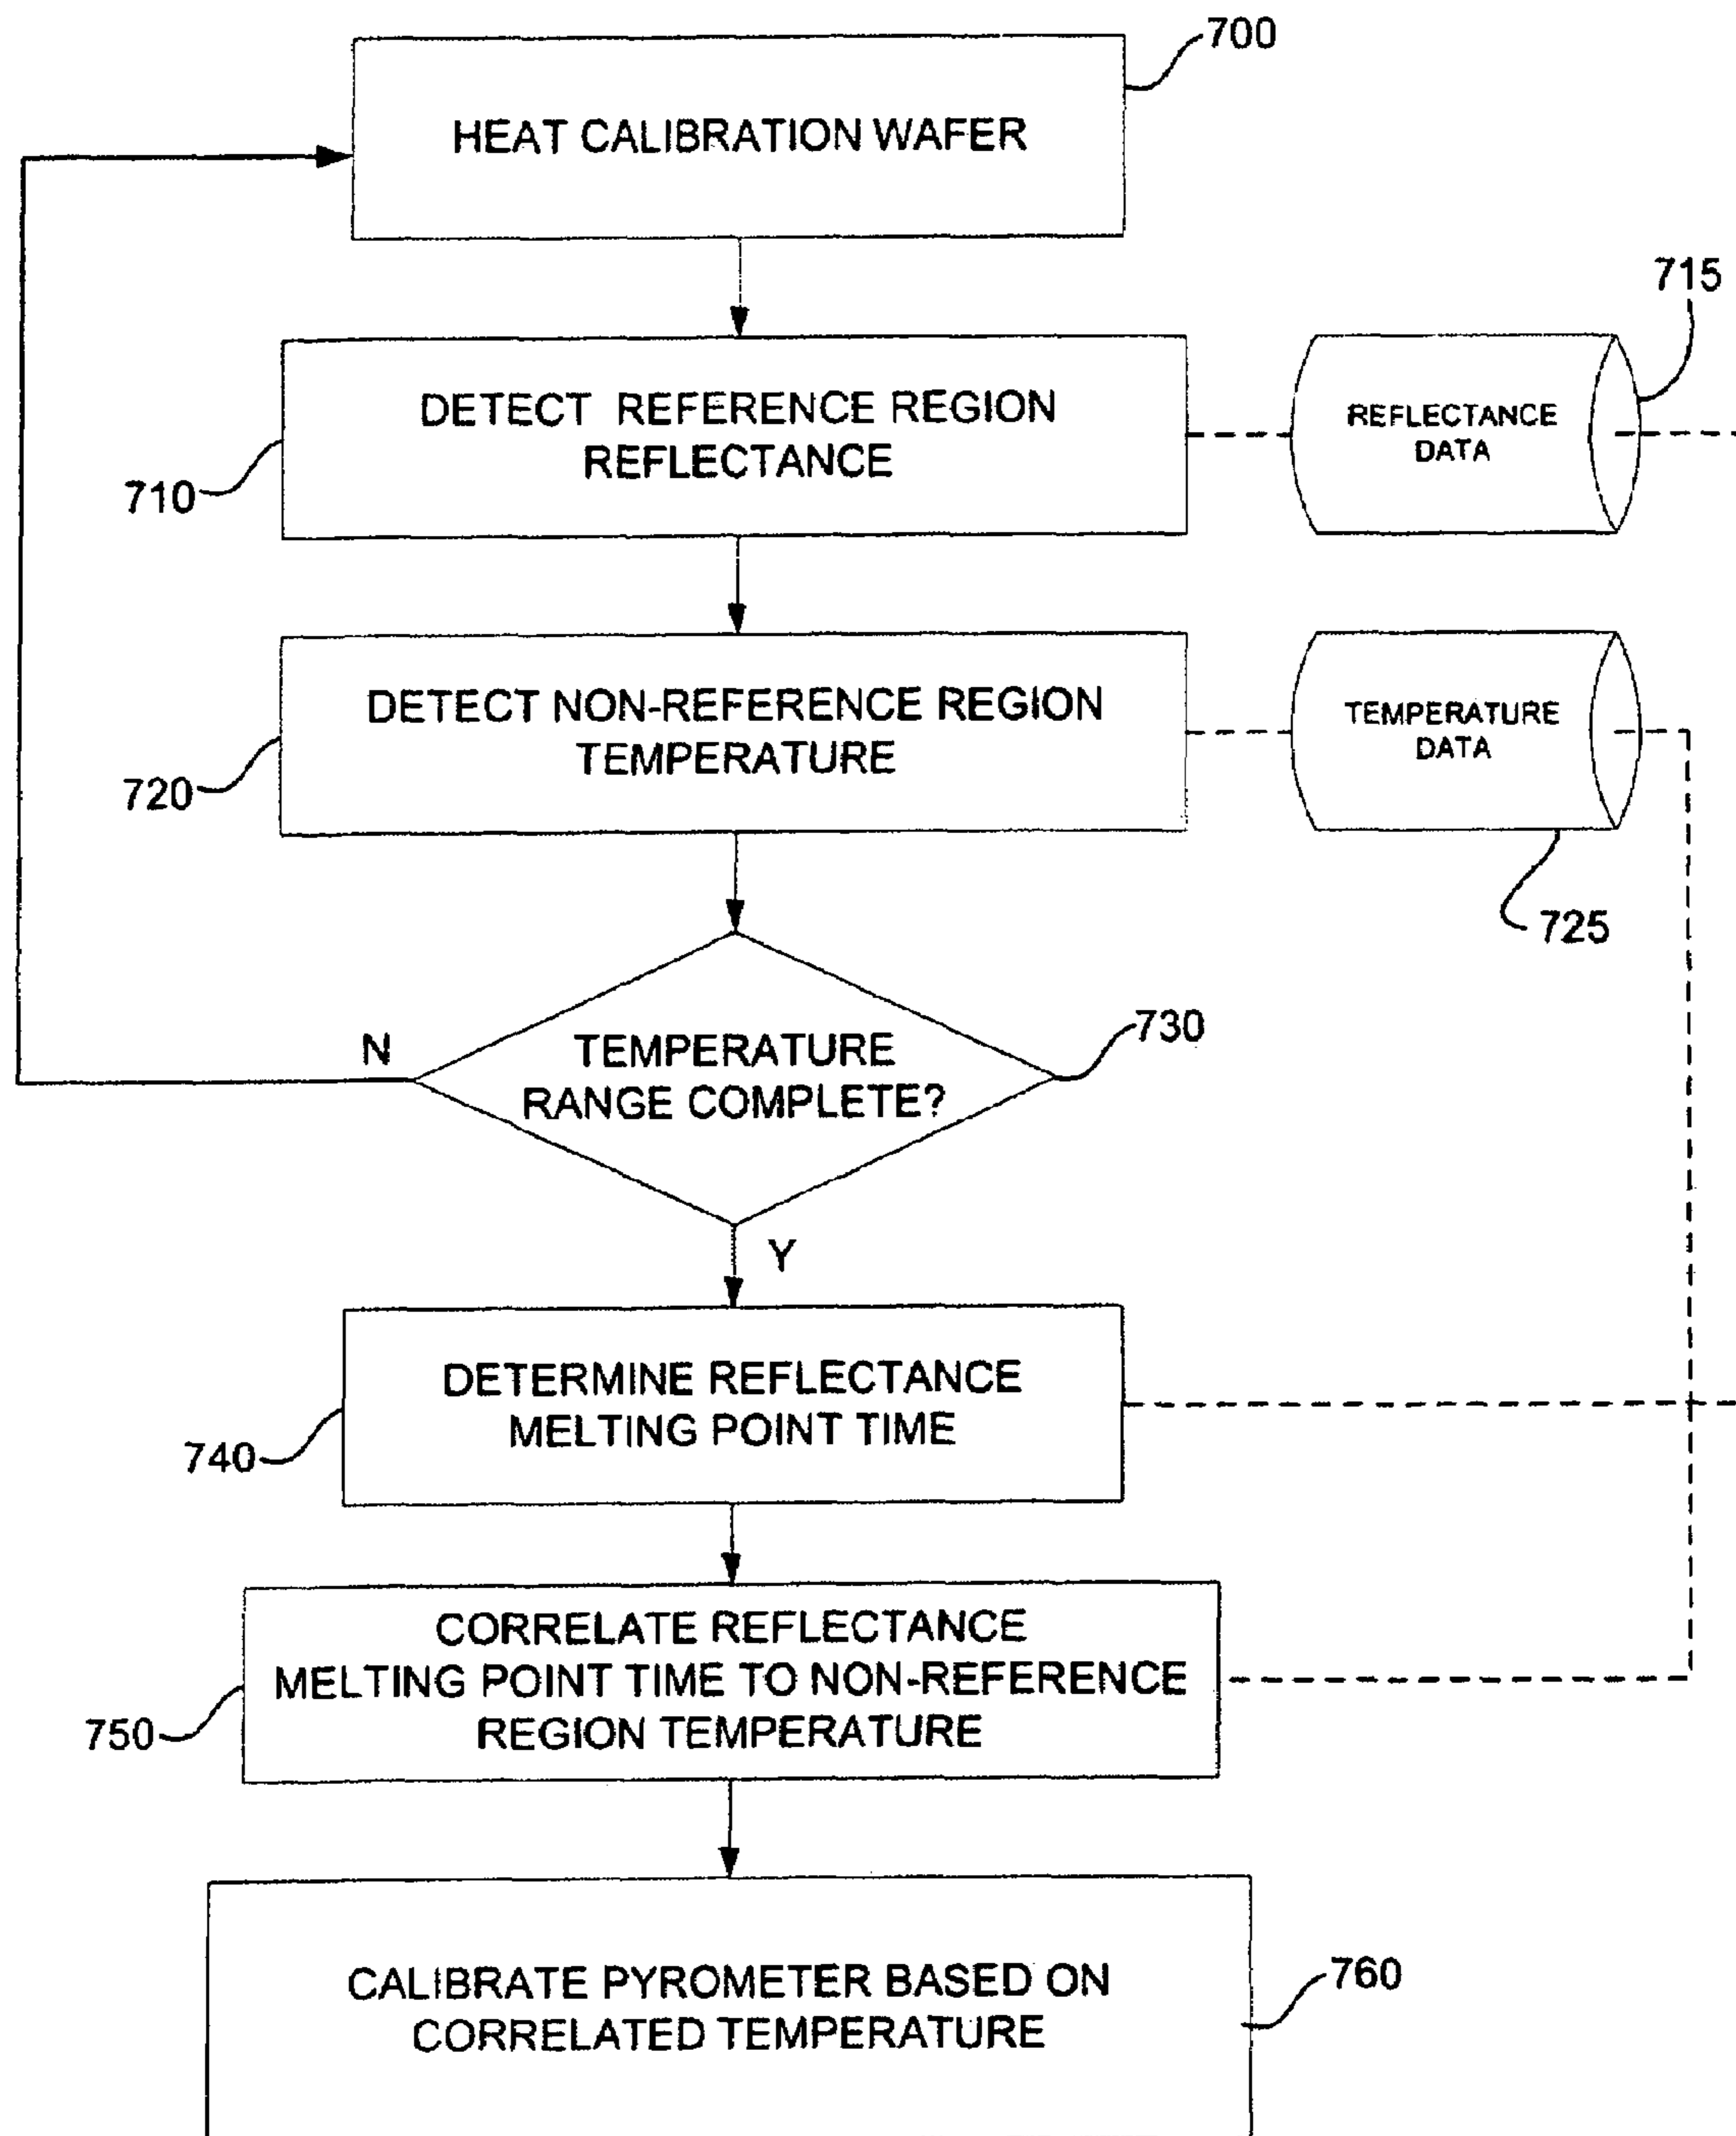 700
HEAT CALIBRATION WAFER
715
DETECT REFERENCE REGION
REFLECTANCE
710
REFLECTANCE
DATA
DETECT NON-REFERENCE REGION
TEMPERATURE
720
TEMPERATURE
DATA
725
730
N
TEMPERATURE
RANGE COMPLETE?
Y
DETERMINE REFLECTANCE
MELTING POINT TIME
740
CORRELATE REFLECTANCE
MELTING POINT TIME TO NON-REFERENCE
REGION TEMPERATURE
750
CALIBRATE PYROMETER BASED ON
CORRELATED TEMPERATURE
760